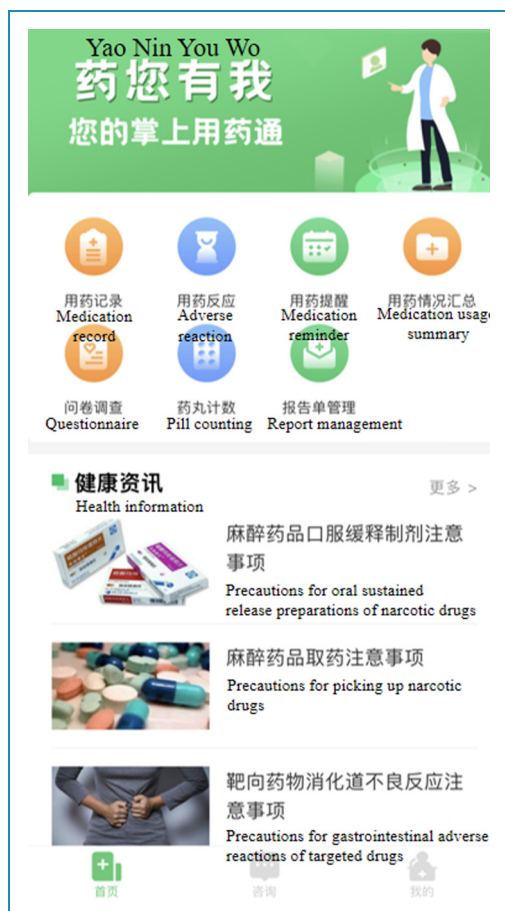 Yao Nin You Wo
药您有我
您的掌上用药通
用药记录 用药反应 用药提醒 用药情况汇总
Medication record Adverse reaction Medication reminder Medication usage summary
问卷调查 药丸计数 报告单管理
Questionnaire Pill counting Report management
健康资讯 更多 >
Health information
麻醉药品口服缓释制剂注意
事项
Precautions for oral sustained
release preparations of narcotic drugs
麻醉药品取药注意事项
Precautions for picking up narcotic
drugs
靶向药物消化道不良反应注
意事项
Precautions for gastrointestinal adverse
reactions of targeted drugs
首页 咨询 我的